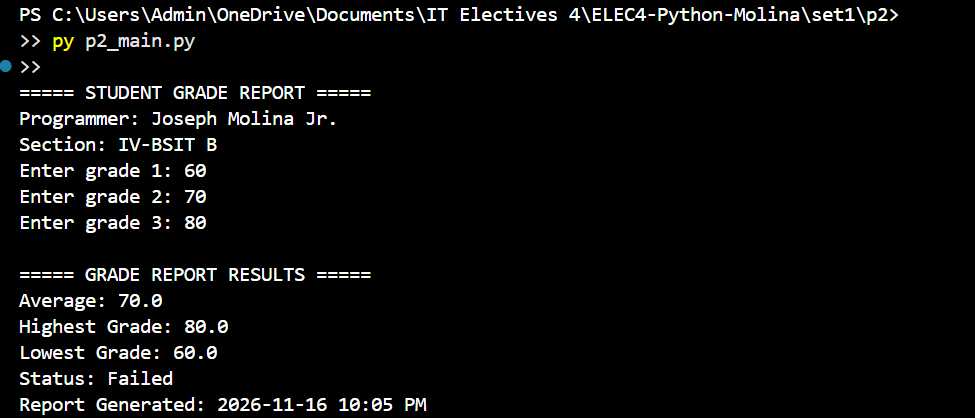 PS C:\Users\Admin\OneDrive\Documents\IT Electives 4\ELEC4-Python-Molina\set1\p2>
>> py p2_main.py
>>
===== STUDENT GRADE REPORT =====
Programmer: Joseph Molina Jr.
Section: IV-BSIT B
Enter grade 1: 60
Enter grade 2: 70
Enter grade 3: 80

===== GRADE REPORT RESULTS =====
Average: 70.0
Highest Grade: 80.0
Lowest Grade: 60.0
Status: Failed
Report Generated: 2026-11-16 10:05 PM